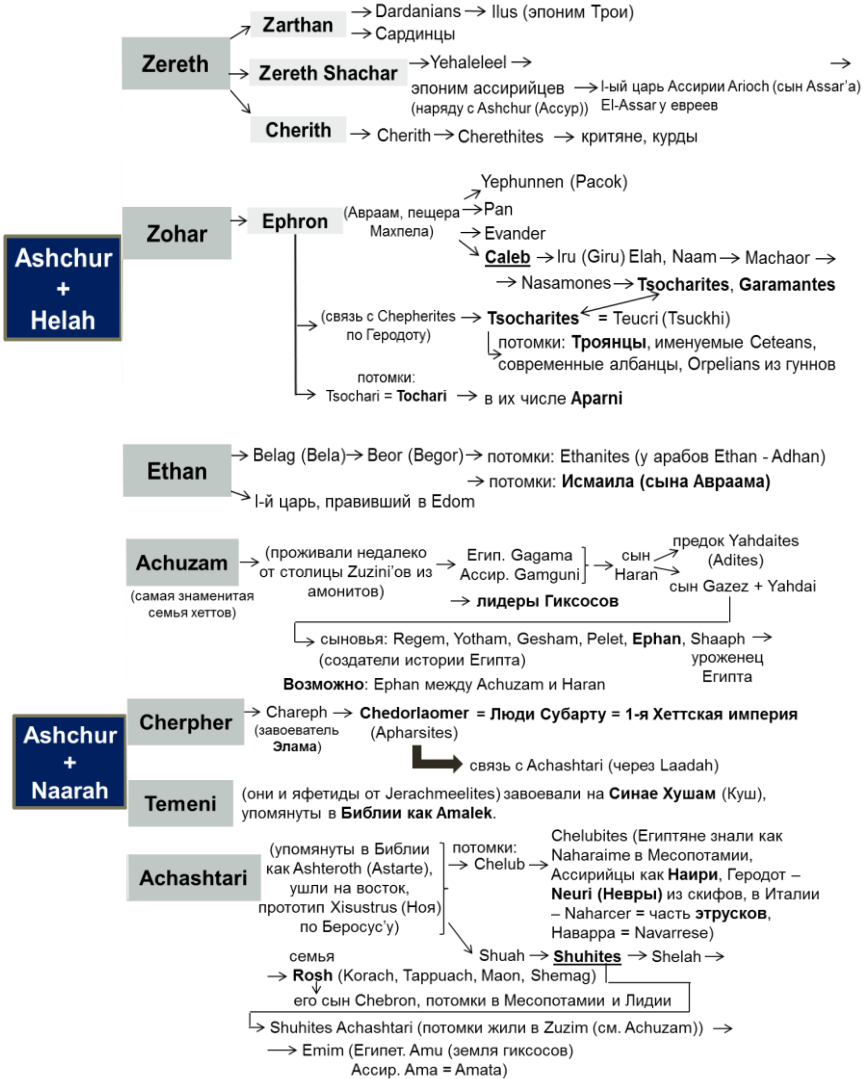 Zarthan → Dardanians → Ilus (эпоним Трои)
→ Сардинцы
Zereth
Zereth Shachar → Yehaleleel → →
эпоним ассирийцев → I-ый царь Ассирии Arioch (сын Assar’а)
(наряду с Ashchur (Ассур)) El-Assar у евреев
Cherith → Cherith → Cherethites → критяне, курды
Yephunnen (Pacok)
Zohar → Ephron (Авраам, пещера → Pan
Махпела) → Evander
Caleb → Iru (Giru) Elah, Naam → Machaor →
Ashchur
+
Helah
→ Nasamones → Tsocharites, Garamantes
(связь с Chepherites → Tsocharites = Teucri (Tsuckhi)
по Геродоту)
потомки: Троянцы, именуемые Ceteans,
современные албанцы, Orpelians из гуннов
потомки:
Tsochari = Tochari → в их числе Aparni
Ethan → Belag (Bela) → Beor (Begor) → потомки: Ethanites (у арабов Ethan - Adhan)
→ потомки: Исмаила (сына Авраама)
I-й царь, правивший в Edom
Achuzam → (проживали недалеко → Егип. Gagama → сын предок Yahdaites
от столицы Zuzini’ов из Ассир. Gamguni Haran (Adites)
(самая знаменитая амонитов) сын Gazez + Yahdai
семья хеттов) → лидеры Гиксосов
→ сыновья: Regem, Yotham, Gesham, Pelet, Ephan, Shaaph →
(создатели истории Египта) уроженец
Египта
Возможно: Ephan между Achuzam и Haran
Ashchur
+
Naarah
Cherpher → Chareph → Chedorlaomer = Люди Субарту = 1-я Хеттская империя
(завоеватель (Apharsites)
Элама)
связь с Achashtari (через Laadah)
Temeni (они и яфетиды от Jerachmeelites) завоевали на Синае Хушам (Куш),
упомянуты в Библии как Amalek.
Achashtari (упомянуты в Библии потомки: Chelubites (Египтяне знали как
как Ashteroth (Astarte), → Chelub → Naharaime в Месопотамии,
ушли на восток, Ассирийцы как Наири, Геродот –
прототип Xisustrus (Ноя) Neuri (Невры) из скифов, в Италии
по Беросус’у) – Naharcer = часть этрусков,
Наварра = Navarrese)
Shuah → Shuhites → Shelah →
семья
→ Rosh (Korach, Tappuach, Maon, Shemag)
его сын Chebron, потомки в Месопотамии и Лидии
→ Shuhites Achashtari (потомки жили в Zuzim (см. Achuzam)) →
→ Emim (Египет. Amu (земля гиксосов)
Ассир. Ama = Amata)